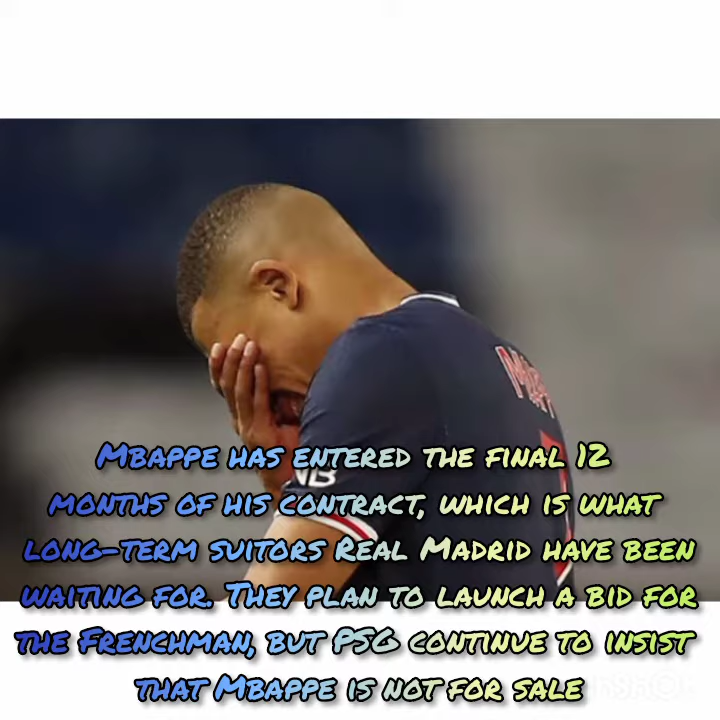 MBAPPE HAS ENTERED THE FINAL 12
MONTHS OF HIS CONTRACT, WHICH IS WHAT
LONG-TERM SUITORS REAL MADRID HAVE BEEN
WAITING FOR. THEY PLAN TO LAUNCH A BID FOR
THE FRENCHMAN, BUT PSG CONTINUE TO INSIST
THAT MBAPPE IS NOT FOR SALE